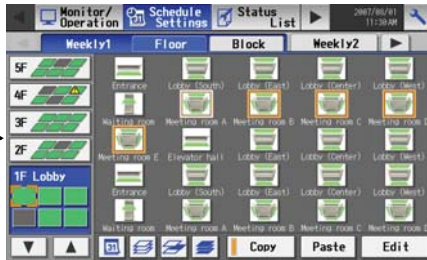 Monitor/ Operation
Schedule Settings
Status List
2007/08/01
11:30 AM
Weekly1
Floor
Block
Weekly2
5F
4F
3F
2F
1F Lobby
Entrance Lobby (South) Lobby (East) Lobby (Center) Lobby (West)
Waiting room Meeting room A Meeting room B Meeting room C Meeting room D
Meeting room E Elevator hall Lobby (East) Lobby (Center) Lobby (West)
Entrance Lobby (South) Lobby (East) Lobby (Center) Lobby (West)
Waiting room Meeting room A Meeting room B Meeting room C Meeting room D
31
Copy
Paste
Edit